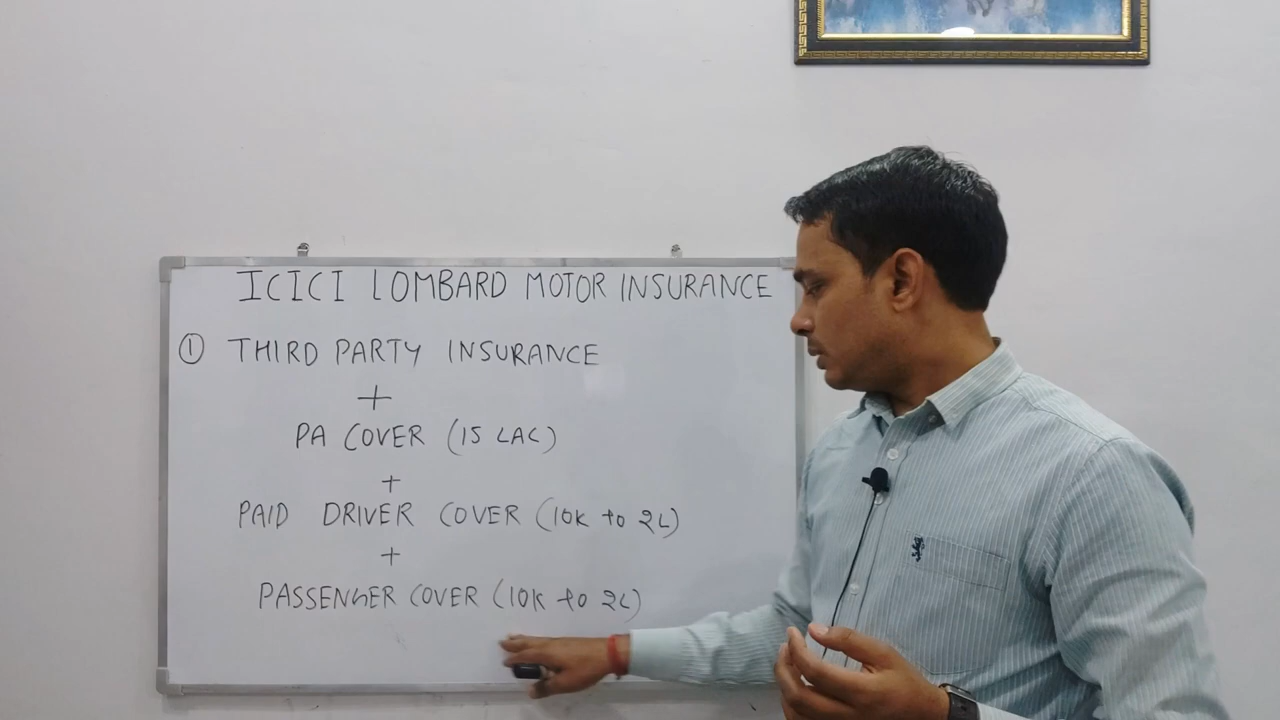 ICICI LOMBARD MOTOR INSURANCE
① THIRD PARTY INSURANCE
+
PA COVER (15 LAC)
+
PAID DRIVER COVER (10K to 2L)
+
PASSENGER COVER (10K to 2L)